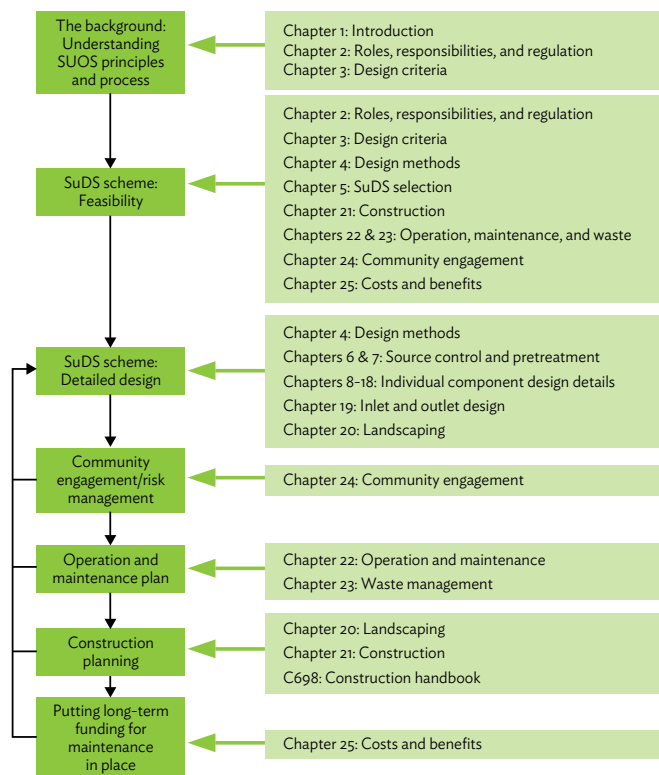 The background:
Understanding
SUOS principles
and process
Chapter 1: Introduction
Chapter 2: Roles, responsibilities, and regulation
Chapter 3: Design criteria
SuDS scheme:
Feasibility
Chapter 2: Roles, responsibilities, and regulation
Chapter 3: Design criteria
Chapter 4: Design methods
Chapter 5: SuDS selection
Chapter 21: Construction
Chapters 22 & 23: Operation, maintenance, and waste
Chapter 24: Community engagement
Chapter 25: Costs and benefits
SuDS scheme:
Detailed design
Chapter 4: Design methods
Chapters 6 & 7: Source control and pretreatment
Chapters 8-18: Individual component design details
Chapter 19: Inlet and outlet design
Chapter 20: Landscaping
Community
engagement/risk
management
Chapter 24: Community engagement
Operation and
maintenance plan
Chapter 22: Operation and maintenance
Chapter 23: Waste management
Construction
planning
Chapter 20: Landscaping
Chapter 21: Construction
C698: Construction handbook
Putting long-term
funding for
maintenance
in place
Chapter 25: Costs and benefits